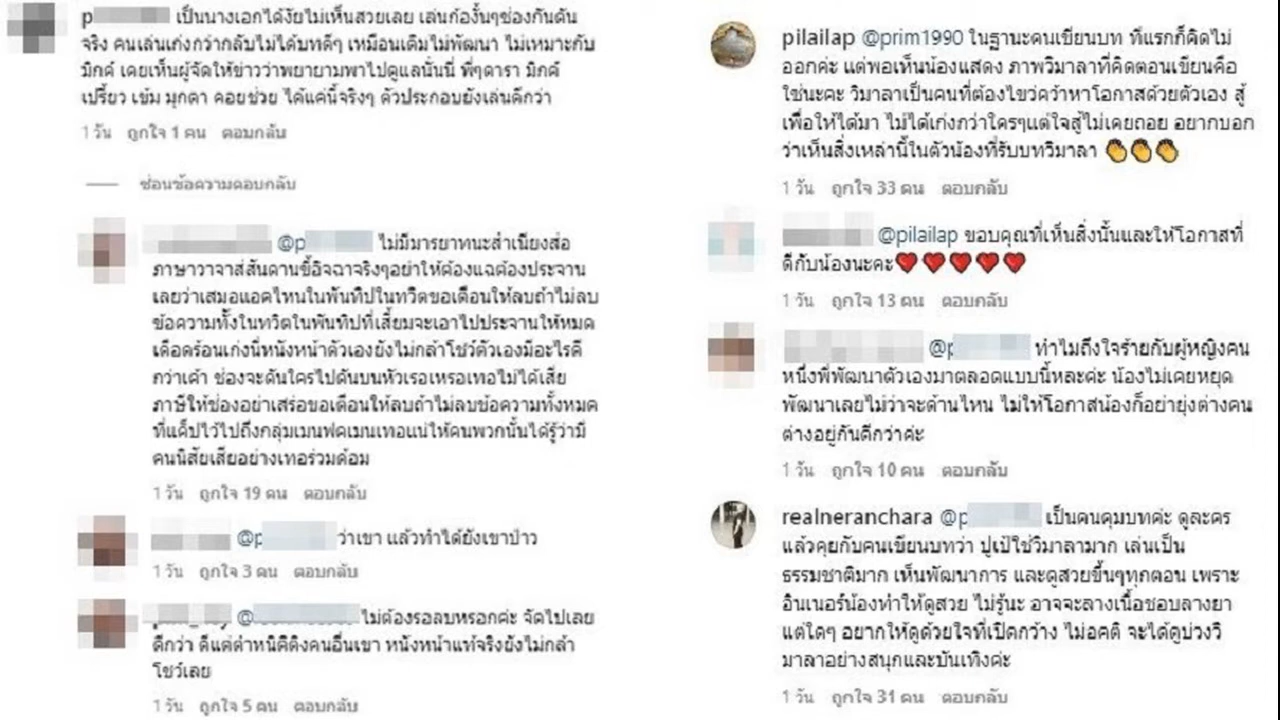 p
เป็นนางเอกได้งัยไม่เห็นสวยเลย เล่นก้องั้นๆช่องกันดัน
จริง คนเล่นเก่งกว่ากลับไม่ได้บทดีๆ เหมือนเดิมไม่พัฒนา ไม่เหมาะกับ
มิกค์ เคยเห็นผู้จัดให้ข่าวว่าพยายามพาไปดูแลนั่นนี่ พี่ๆดารา มิกค์
เปรี้ยว เข้ม มุกดา คอยช่วย ได้แค่นี้จริงๆ ตัวประกอบยังเล่นดีกว่า
1 วัน ถูกใจ 1 คน ตอบกลับ
ซ่อนข้อความตอบกลับ
@p ไม่มีมารยาทนะสำเนียงส่อ
ภาษาวาจาส่สันดานขี้อิจฉาจริงๆอย่าให้ต้องแฉต้องประจาน
เลยว่าเสมอแอคไหนในพันทิปในทวิตขอเตือนให้ลบถ้าไม่ลบ
ข้อความทั้งในทวิตในพันทิปที่เสี้ยมจะเอาไปประจานให้หมด
เดือดร้อนเก่งนี่หนังหน้าตัวเองยังไม่กล้าโชว์ตัวเองมีอะไรดี
กว่าเค้า ช่องจะดันใครไปดันบนหัวเธอเหรอเทอไม่ได้เสีย
ภาษีให้ช่องอย่าเสร่อขอเตือนให้ลบถ้าไม่ลบข้อความทั้งหมด
ที่แค็ปไว้ไปถึงกลุ่มเมนฟคเมนเทอแน่ให้คนพวกนั้นได้รู้ว่ามี
คนนิสัยเสียอย่างเทอร่วมด้อม
1 วัน ถูกใจ 19 คน ตอบกลับ
@p ว่าเขา แล้วทำได้ยังเขาป่าว
1 วัน ถูกใจ 3 คน ตอบกลับ
@ ไม่ต้องรอลบหรอกค่ะ จัดไปเลย
ดีกว่า ดีแต่ตำหนิติติงคนอื่นเขา หนังหน้าแท้จริงยังไม่กล้า
โชว์เลย
1 วัน ถูกใจ 5 คน ตอบกลับ
pilailap @prim1990 ในฐานะคนเขียนบท ที่แรกก็คิดไม่
ออกค่ะ แต่พอเห็นน้องแสดง ภาพวิมาลาที่คิดตอนเขียนคือ
ใช่นะคะ วิมาลาเป็นคนที่ต้องไขว่คว้าหาโอกาสด้วยตัวเอง สู้
เพื่อให้ได้มา ไม่ได้เก่งกว่าใครๆแต่ใจสู้ไม่เคยถอย อยากบอก
ว่าเห็นสิ่งเหล่านี้ในตัวน้องที่รับบทวิมาลา 👏👏👏
1 วัน ถูกใจ 33 คน ตอบกลับ
@pilailap ขอบคุณที่เห็นสิ่งนั้นและให้โอกาสที่
ดีกับน้องนะคะ❤️❤️❤️❤️❤️
1 วัน ถูกใจ 13 คน ตอบกลับ
@p ทำไมถึงใจร้ายกับผู้หญิงคน
หนึ่งพี่พัฒนาตัวเองมาตลอดแบบนี้หละค่ะ น้องไม่เคยหยุด
พัฒนาเลยไม่ว่าจะด้านไหน ไม่ให้โอกาสน้องก็อย่ายุ่งต่างคน
ต่างอยู่กันดีกว่าค่ะ
1 วัน ถูกใจ 10 คน ตอบกลับ
realneranchara @p เป็นคนคุมบทค่ะ ดูละคร
แล้วคุยกับคนเขียนบทว่า ปูเป้ใช้วิมาลามาก เล่นเป็น
ธรรมชาติมาก เห็นพัฒนาการ และดูสวยขึ้นๆทุกตอน เพราะ
อินเนอร์น้องทำให้ดูสวย ไม่รู้นะ อาจจะลางเนื้อชอบลางยา
แต่ใดๆ อยากให้ดูด้วยใจที่เปิดกว้าง ไม่อคติ จะได้ดูบ่วงวิ
มาลาอย่างสนุกและบันเทิงค่ะ
1 วัน ถูกใจ 31 คน ตอบกลับ